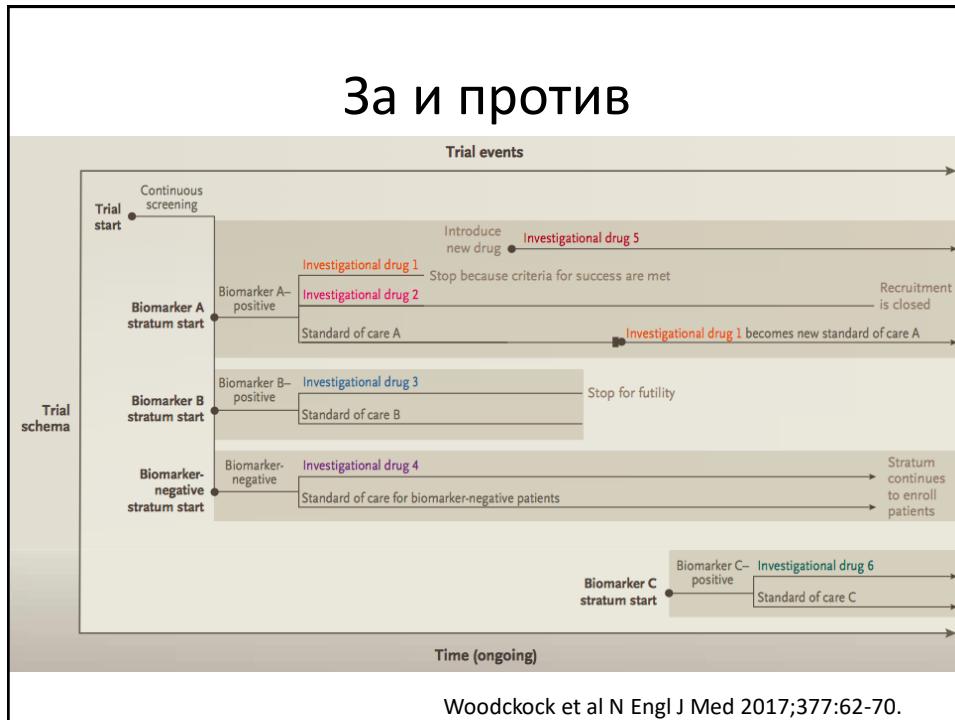 За и против
Trial events
Continuous
screening
Trial
start
Introduce
new drug
Investigational drug 5
Investigational drug 1
Stop because criteria for success are met
Biomarker A–
positive
Investigational drug 2
Recruitment
is closed
Biomarker A
stratum start
Standard of care A
Investigational drug 1 becomes new standard of care A
Biomarker B–
positive
Investigational drug 3
Stop for futility
Biomarker B
stratum start
Standard of care B
Trial
schema
Biomarker-
negative
Investigational drug 4
Stratum
continues
to enroll
patients
Biomarker-
negative
stratum start
Standard of care for biomarker-negative patients
Biomarker C–
positive
Investigational drug 6
Biomarker C
stratum start
Standard of care C
Time (ongoing)
Woodckock et al N Engl J Med 2017;377:62-70.